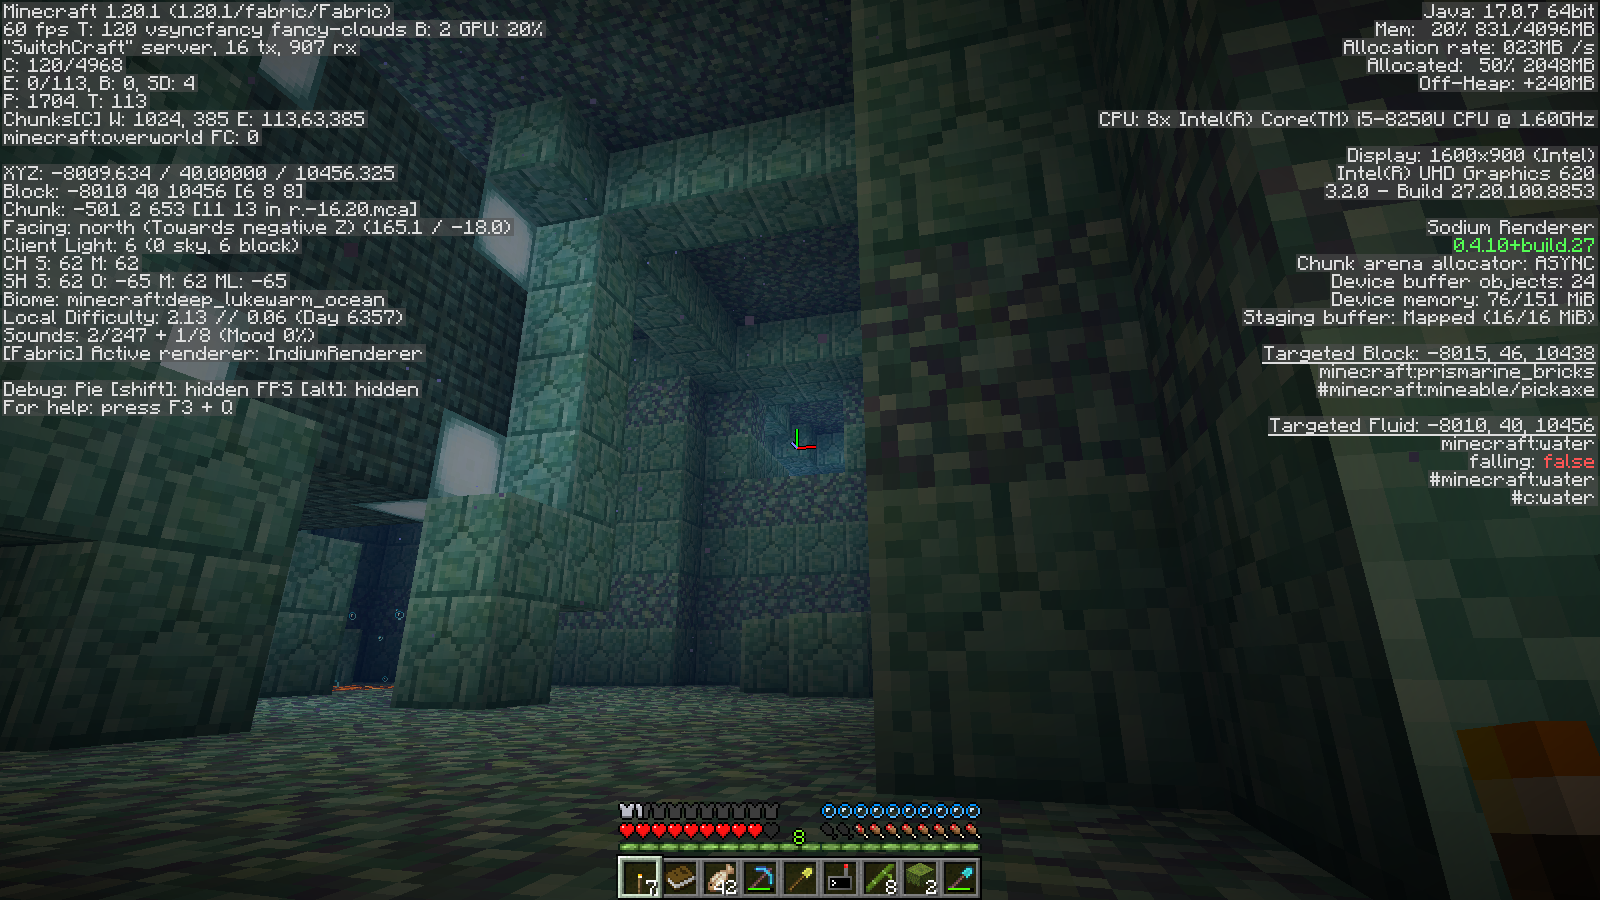 Minecraft 1.20.1 (1.20.1/fabric/Fabric)
60 fps T: 120 vsyncfancy fancy-clouds B: 2 GPU: 20%
"SwitchCraft" server, 16 tx, 907 rx
C: 120/4968
E: 0/113, B: 0, SD: 4
P: 1704. T: 113
Chunks[C] W: 1024, 385 E: 113,63,385
minecraft:overworld FC: 0
XYZ: -8009.634 / 40.00000 / 10456.325
Block: -8010 40 10456 [6 8 8]
Chunk: -501 2 653 [11 13 in r.-16.20.mca]
Facing: north (Towards negative Z) (165.1 / -18.0)
Client Light: 6 (0 sky, 6 block)
CH S: 62 M: 62
SH S: 62 O: -65 M: 62 ML: -65
Biome: minecraft:deep_lukewarm_ocean
Local Difficulty: 2.13 // 0.06 (Day 6357)
Sounds: 2/247 + 1/8 (Mood 0%)
[Fabric] Active renderer: IndiumRenderer
Debug: Pie [shift]: hidden FPS [alt]: hidden
For help: press F3 + Q
Java: 17.0.7 64bit
Mem: 20% 831/4096MB
Allocation rate: 023MB /s
Allocated: 50% 2048MB
Off-Heap: +240MB
CPU: 8x Intel(R) Core(TM) i5-8250U CPU @ 1.60GHz
Display: 1600x900 (Intel)
Intel(R) UHD Graphics 620
3.2.0 - Build 27.20.100.8853
Sodium Renderer
0.4.10+build.27
Chunk arena allocator: ASYNC
Device buffer objects: 24
Device memory: 76/151 MiB
Staging buffer: Mapped (16/16 MiB)
Targeted Block: -8015, 46, 10438
minecraft:prismarine_bricks
#minecraft:mineable/pickaxe
Targeted Fluid: -8010, 40, 10456
minecraft:water
falling: false
#minecraft:water
#c:water
8
7
42
8
2